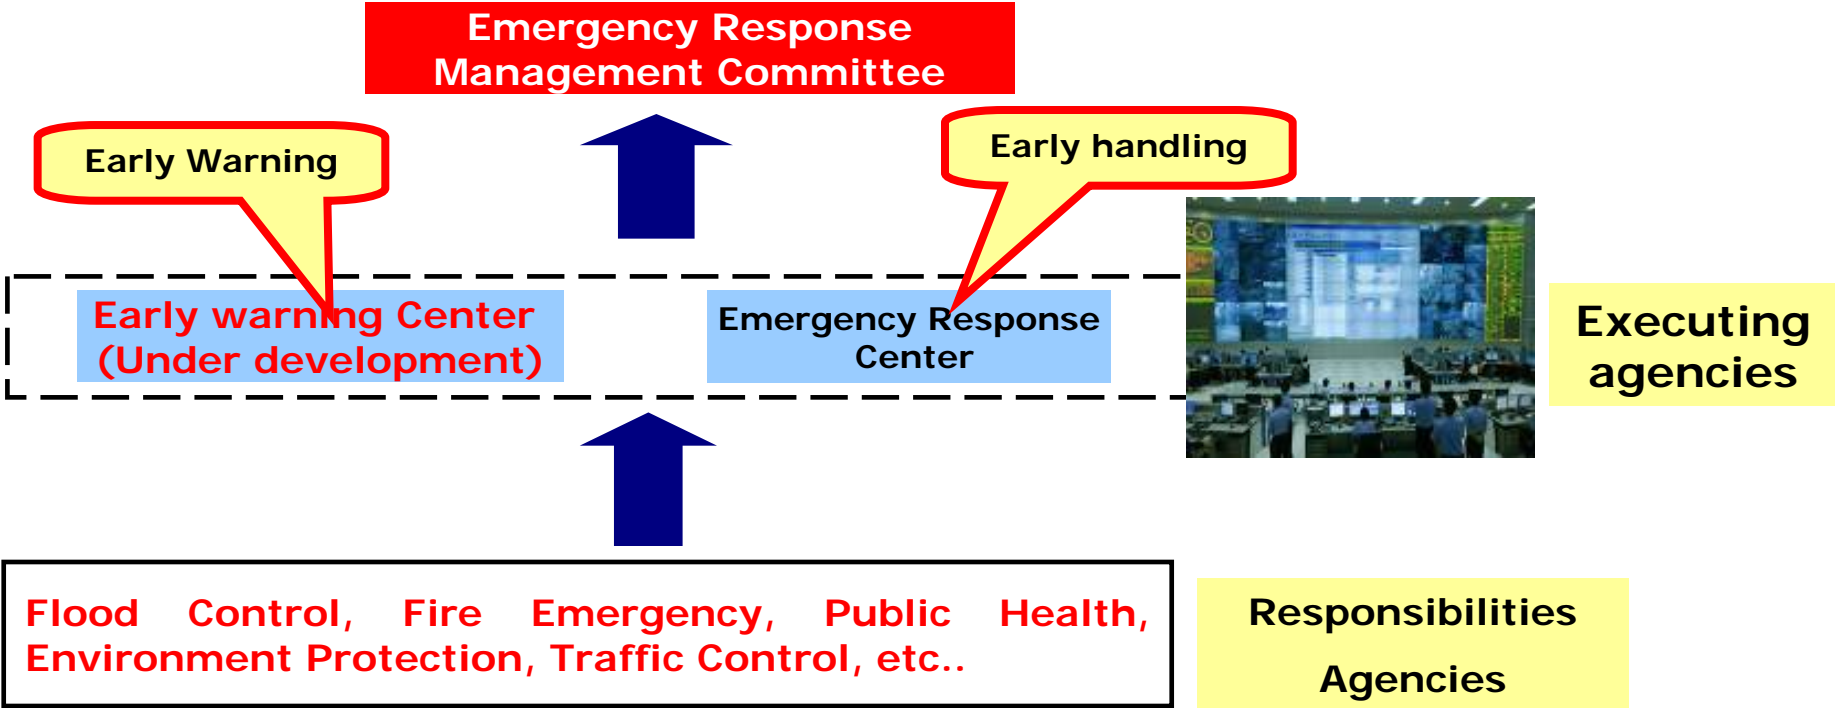 Emergency Response
Management Committee
Early Warning
Early handling
Early warning Center
(Under development)
Emergency Response
Center
Executing
agencies
Flood Control, Fire Emergency, Public Health,
Environment Protection, Traffic Control, etc..
Responsibilities
Agencies